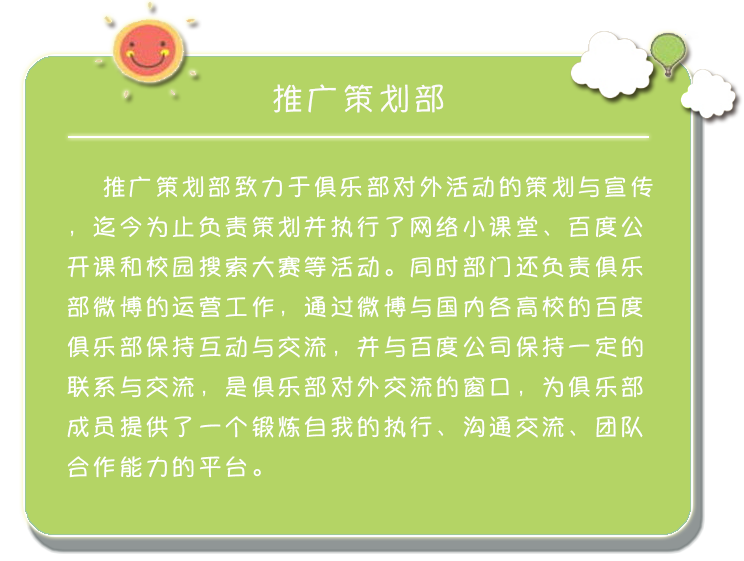 推广策划部
推广策划部致力于俱乐部对外活动的策划与宣传
，迄今为止负责策划并执行了网络小课堂、百度公
开课和校园搜索大赛等活动。同时部门还负责俱乐
部微博的运营工作，通过微博与国内各高校的百度
俱乐部保持互动与交流，并与百度公司保持一定的
联系与交流，是俱乐部对外交流的窗口，为俱乐部
成员提供了一个锻炼自我的执行、沟通交流、团队
合作能力的平台。